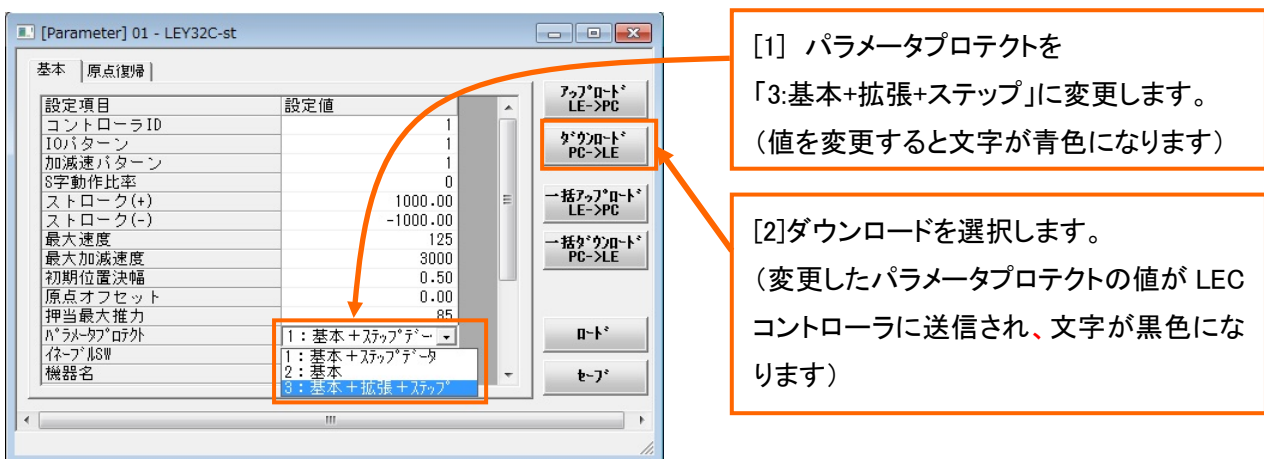 [Parameter] 01 - LEY32C-st
基本 原点復帰
設定項目 設定値
コントローラID 1
IOパターン 1
加減速パターン 1
S字動作比率 0
ストローク(+) 1000.00
ストローク(-) -1000.00
最大速度 125
最大加減速度 3000
初期位置決幅 0.50
原点オフセット 0.00
押当最大推力 85
ﾊﾟﾗﾒｰﾀﾌﾟﾛﾃｸﾄ 1：基本＋ｽﾃｯﾌﾟﾃﾞｰ
ｲﾈｰﾌﾞﾙSW 1：基本＋ｽﾃｯﾌﾟﾃﾞｰﾀ
2：基本
機器名 3：基本＋拡張＋ｽﾃｯﾌﾟ
ｱｯﾌﾟﾛｰﾄﾞ
LE->PC
ﾀﾞｳﾝﾛｰﾄﾞ
PC->LE
一括ｱｯﾌﾟﾛｰﾄﾞ
LE->PC
一括ﾀﾞｳﾝﾛｰﾄﾞ
PC->LE
ﾛｰﾄﾞ
ｾｰﾌﾞ
[1] パラメータプロテクトを
「3:基本+拡張+ステップ」に変更します。
（値を変更すると文字が青色になります）
[2]ダウンロードを選択します。
（変更したパラメータプロテクトの値が LEC
コントローラに送信され、文字が黒色にな
ります）